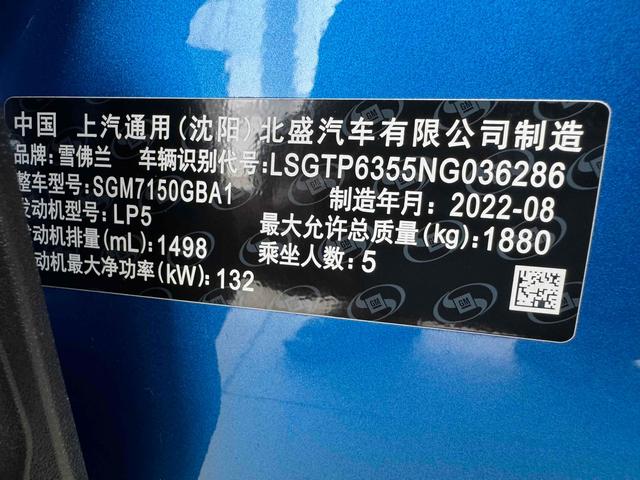 中国 上汽通用(沈阳)北盛汽车有限公司制造
品牌:雪佛兰 车辆识别代号:LSGTP6355NG036286
整车型号:SGM7150GBA1 制造年月:2022-08
发动机型号:LP5 最大允许总质量(kg):1880
动机排量(mL):1498 乘坐人数:5
动机最大净功率(kW):132